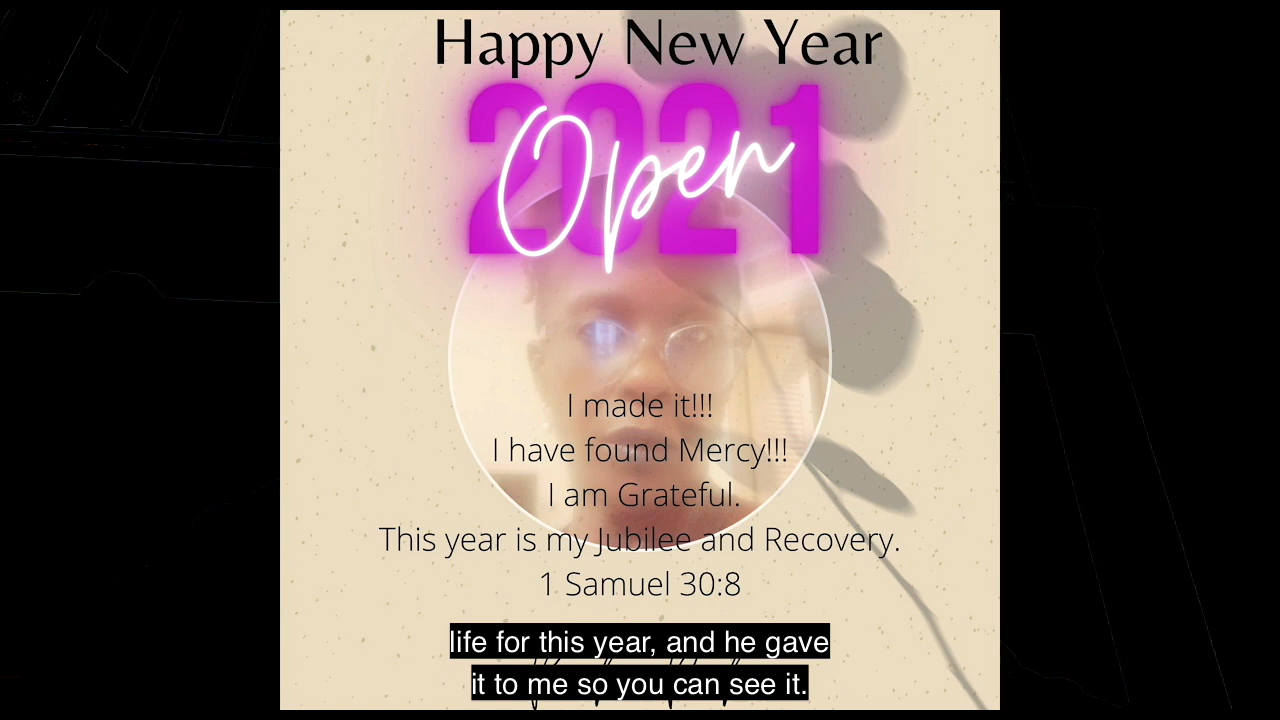 Happy New Year
2021
Open
I made it!!!
I have found Mercy!!!
I am Grateful.
This year is my Jubilee and Recovery.
1 Samuel 30:8
life for this year, and he gave
it to me so you can see it.